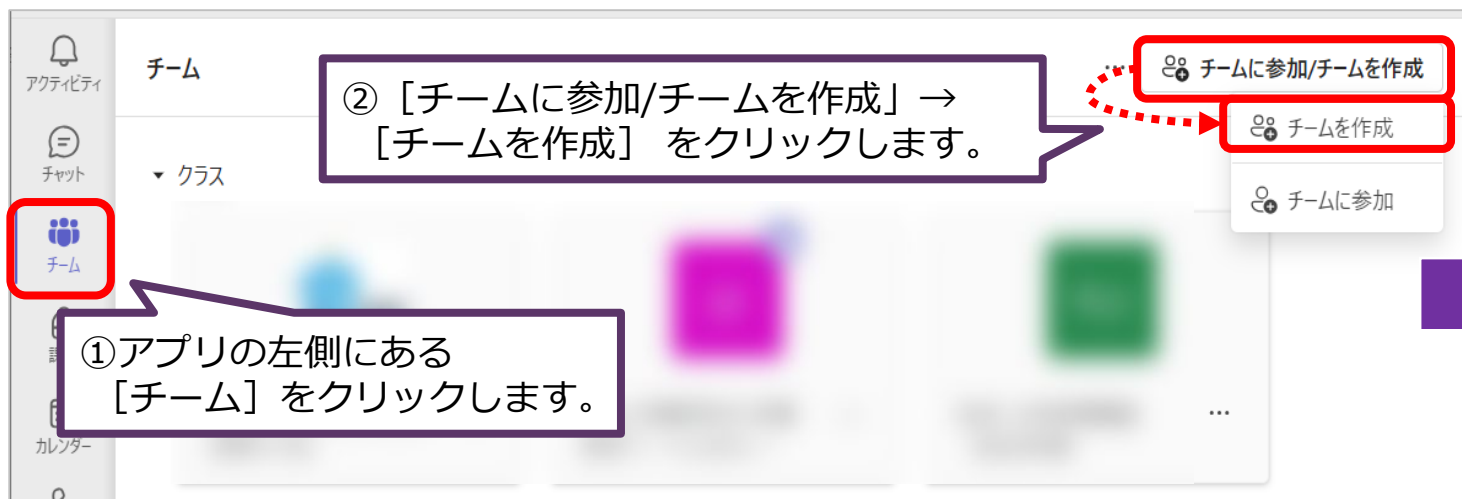 アクティビティ
チーム
… チームに参加/チームを作成
②［チームに参加/チームを作成」→
［チームを作成］ をクリックします。
チームを作成
チャット
クラス
チームに参加
チーム
①アプリの左側にある
［チーム］をクリックします。
…
カレンダー